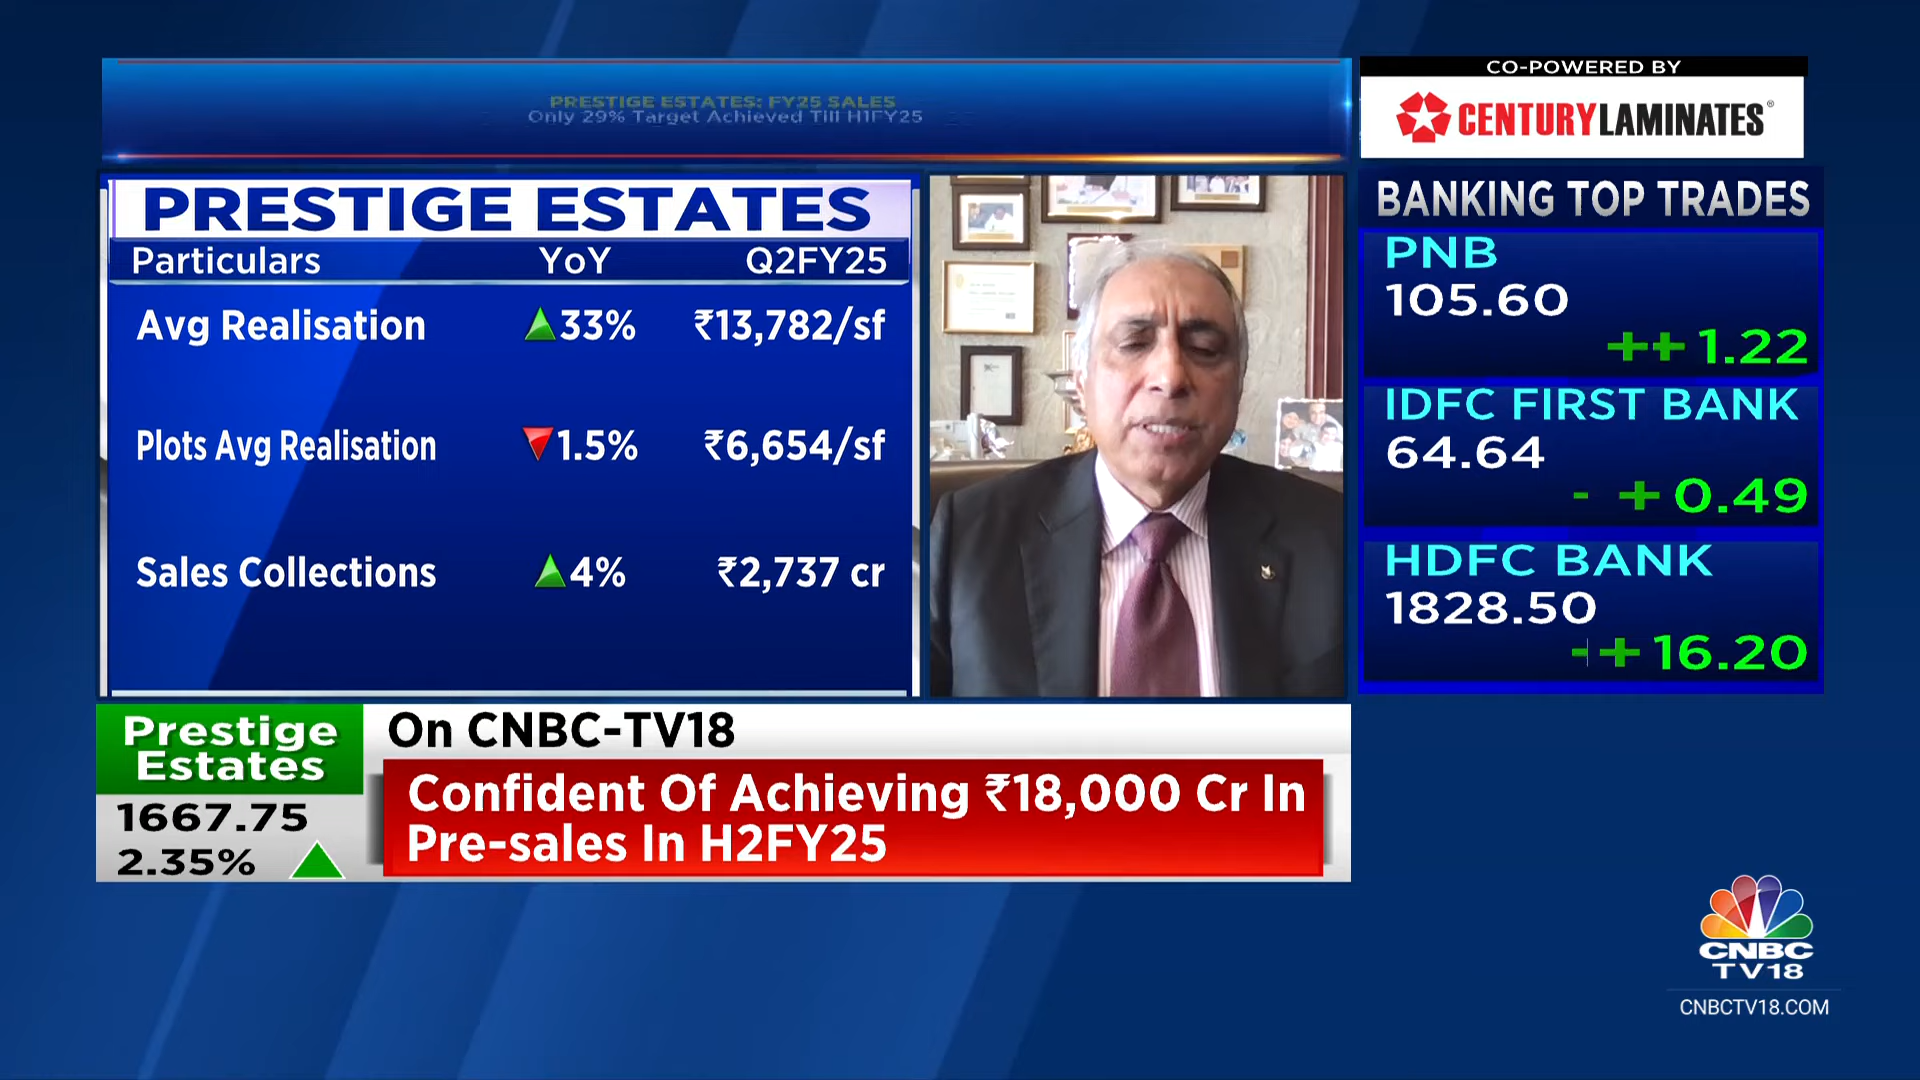 PRESTIGE ESTATES: FY25 SALES
Only 29% Target Achieved Till H1FY25
CO-POWERED BY
CENTURYLAMINATES®
PRESTIGE ESTATES
Particulars YoY Q2FY25
Avg Realisation ▲33% ₹13,782/sf
Plots Avg Realisation ▼1.5% ₹6,654/sf
Sales Collections ▲4% ₹2,737 cr
BANKING TOP TRADES
PNB
105.60
++ 1.22
IDFC FIRST BANK
64.64
- + 0.49
HDFC BANK
1828.50
++ 16.20
Prestige
Estates
1667.75
2.35% ▲
On CNBC-TV18
Confident Of Achieving ₹18,000 Cr In
Pre-sales In H2FY25
CNBC
TV18
CNBCTV18.COM